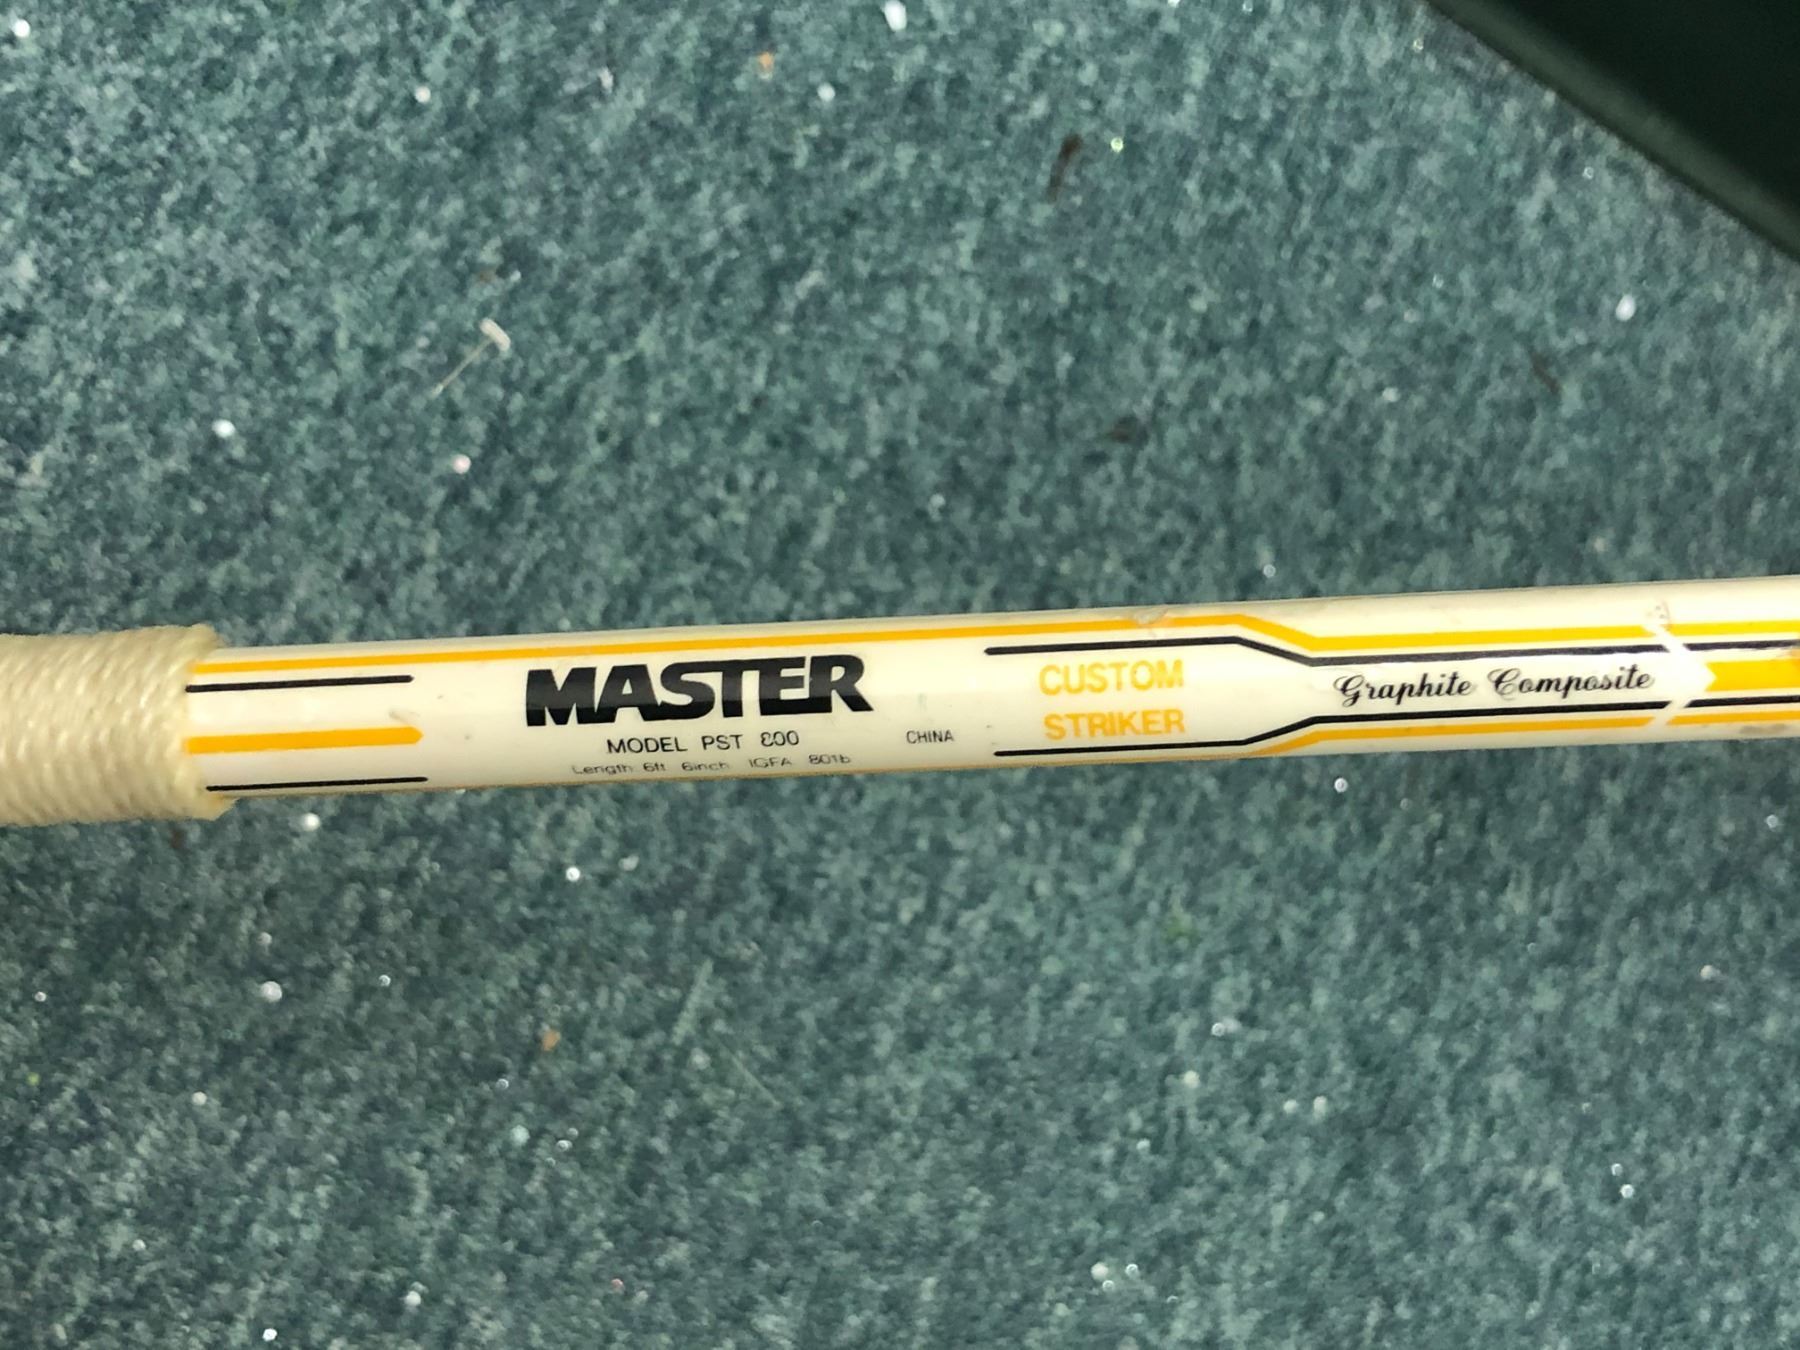 MASTER
MODEL PST 800
Length 6ft 6inch IGFA 80lb
CHINA
CUSTOM
STRIKER
Graphite Composite